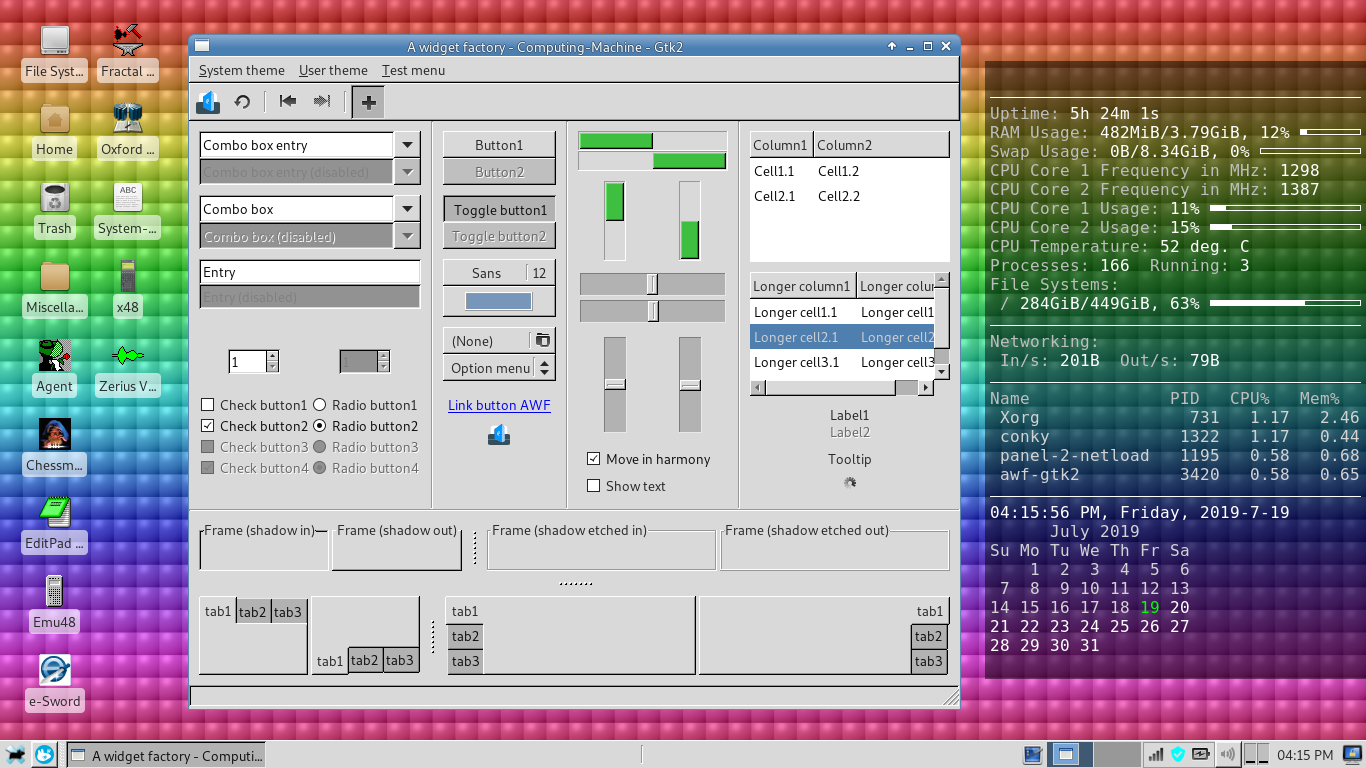 File Syst...
Fractal ...
Home
Oxford ...
Trash
ABC
System-...
Miscella...
x48
Agent
Zerius V...
Chessm...
EditPad ...
Emu48
e-Sword
A widget factory - Computing-Machine - Gtk2
System theme User theme Test menu
Combo box entry
Combo box entry (disabled)
Combo box
Combo box (disabled)
Entry
Entry (disabled)
1
1
Check button1 Radio button1
Check button2 Radio button2
Check button3 Radio button3
Check button4 Radio button4
Button1
Button2
Toggle button1
Toggle button2
Sans 12
(None)
Option menu
Link button AWF
Move in harmony
Show text
Column1 Column2
Cell1.1 Cell1.2
Cell2.1 Cell2.2
Longer column1 Longer colu
Longer cell1.1 Longer cell1
Longer cell2.1 Longer cell2
Longer cell3.1 Longer cell3
Label1
Label2
Tooltip
Frame (shadow in) Frame (shadow out) Frame (shadow etched in) Frame (shadow etched out)
tab1 tab2 tab3
tab1 tab2 tab3
tab1
tab2
tab3
tab1
tab2
tab3
Uptime: 5h 24m 1s
RAM Usage: 482MiB/3.79GiB, 12%
Swap Usage: 0B/8.34GiB, 0%
CPU Core 1 Frequency in MHz: 1298
CPU Core 2 Frequency in MHz: 1387
CPU Core 1 Usage: 11%
CPU Core 2 Usage: 15%
CPU Temperature: 52 deg. C
Processes: 166 Running: 3
File Systems:
/ 284GiB/449GiB, 63%
Networking:
In/s: 201B Out/s: 79B
Name PID CPU% Mem%
Xorg 731 1.17 2.46
conky 1322 1.17 0.44
panel-2-netload 1195 0.58 0.68
awf-gtk2 3420 0.58 0.65
04:15:56 PM, Friday, 2019-7-19
July 2019
Su Mo Tu We Th Fr Sa
1 2 3 4 5 6
7 8 9 10 11 12 13
14 15 16 17 18 19 20
21 22 23 24 25 26 27
28 29 30 31
A widget factory - Computi...
04:15 PM